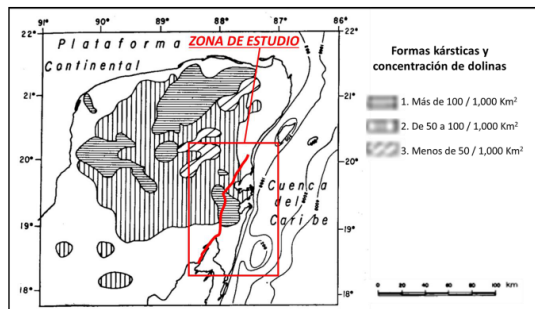 91° 90° 89° 88° 87° 86°
22°
22°
Plataforma
Continental
ZONA DE ESTUDIO
21°
21°
20°
20°
19°
19°
18°
18°
Cuenca
del
Caribe
Formas kársticas y
concentración de dolinas
1. Más de 100 / 1,000 Km²
2. De 50 a 100 / 1,000 Km²
3. Menos de 50 / 1,000 Km²
0 20 40 60 80 100 km